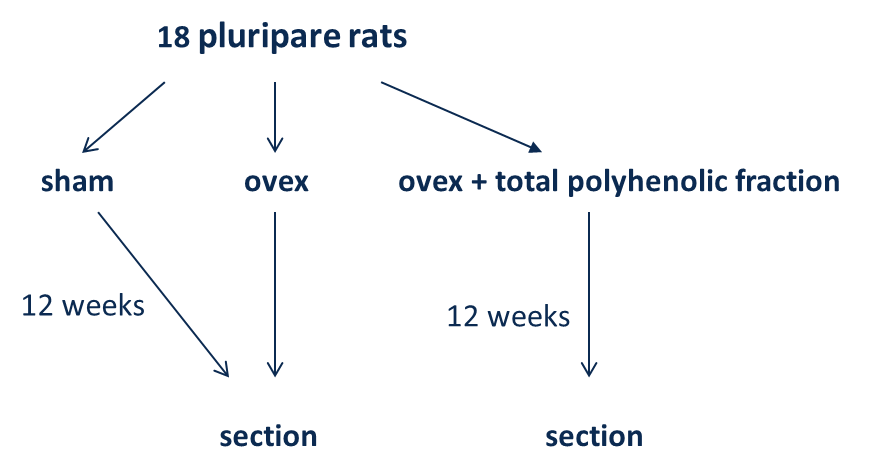 18 pluripare rats
sham
ovex
ovex + total polyhenolic fraction
12 weeks
12 weeks
section
section